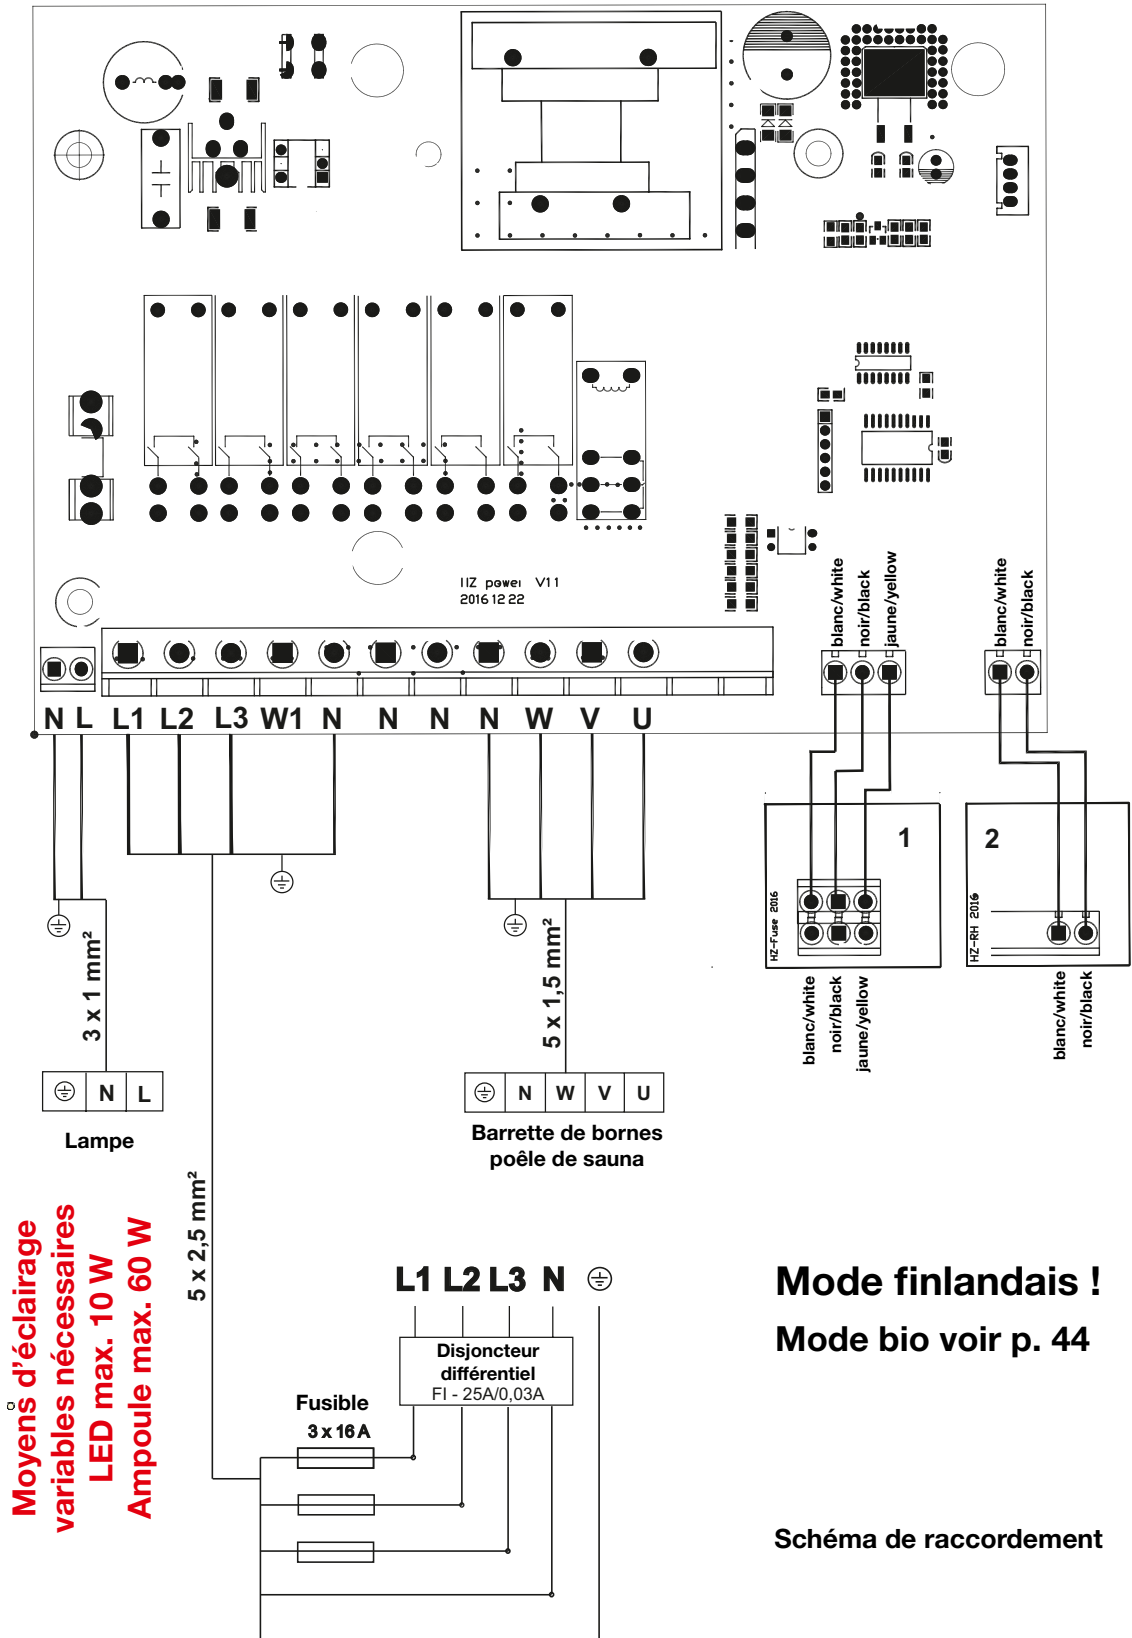 IIZ power V11
2016 12 22
blanc/white
noir/black
jaune/yellow
blanc/white
noir/black
N L L1 L2 L3 W1 N N N N W V U
1
HZ-Fuse 2016
2
HZ-RH 2016
blanc/white
noir/black
jaune/yellow
blanc/white
noir/black
3 x 1 mm²
5 x 1,5 mm²
N L
Lampe
N W V U
Barrette de bornes
poêle de sauna
5 x 2,5 mm²
Moyens d'éclairage
variables nécessaires
LED max. 10 W
Ampoule max. 60 W
L1 L2 L3 N
Disjoncteur
différentiel
FI - 25A/0,03A
Fusible
3 x 16 A
Mode finlandais !
Mode bio voir p. 44
Schéma de raccordement